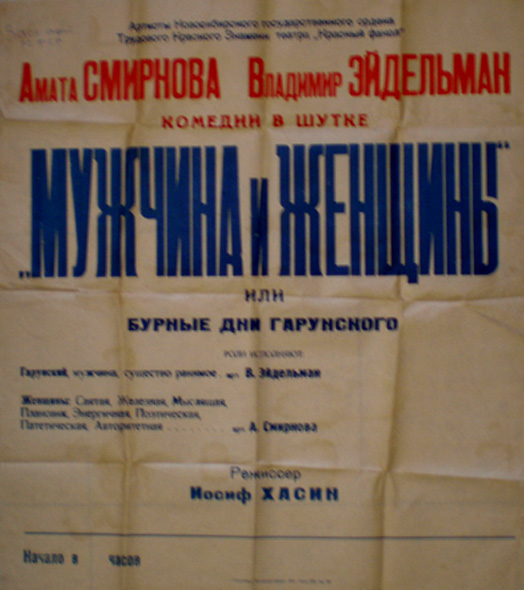 Артисты Новосибирского государственного ордена
Трудового Красного Знамени театра „Красный факел"
Амата СМИРНОВА Владимир ЭЙДЕЛЬМАН
КОМЕДИИ В ШУТКЕ
„МУЖЧИНА И ЖЕНЩИНЫ"
ИЛИ
БУРНЫЕ ДНИ ГАРУНСКОГО
РОЛИ ИСПОЛНЯЮТ:
Гарунский, мужчина, существо ранимое арт. В. Эйдельман
Женщины: Святая, Железная, Мыслящая,
Плановик, Энергичная, Поэтическая,
Патетическая, Авторитетная . . . . . . . . арт. А. Смирнова
Режиссер
Иосиф ХАСИН
Начало в часов